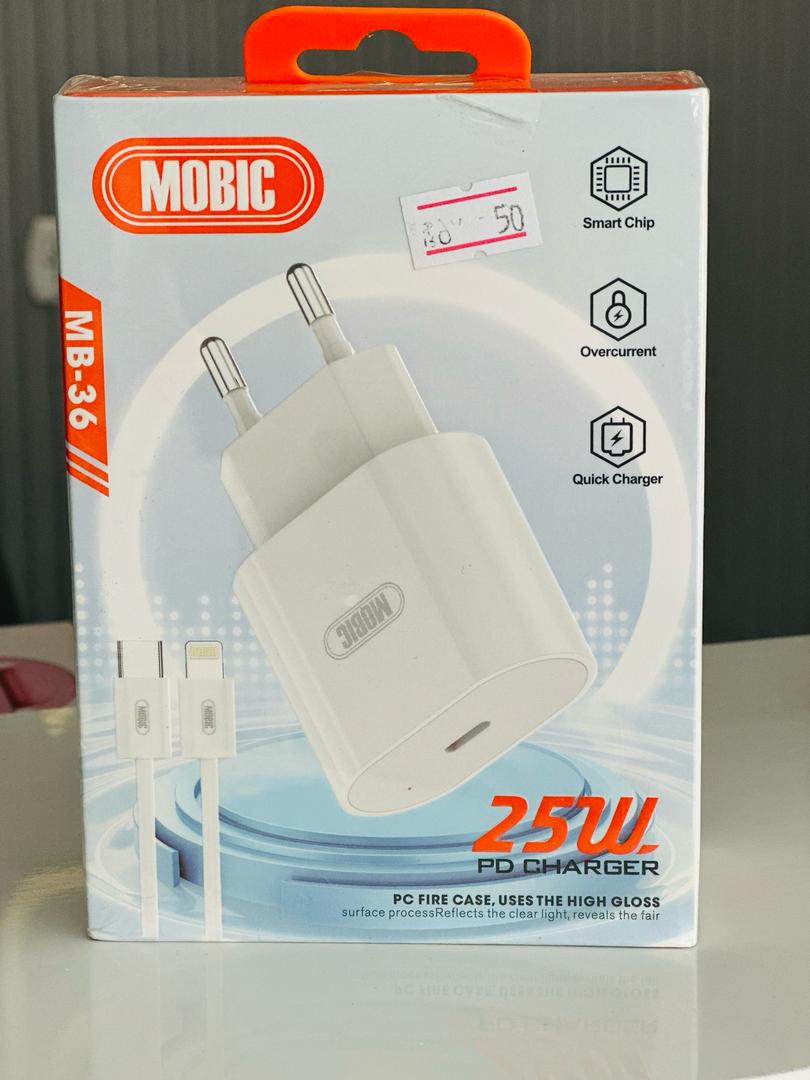 MOBIC
50
Smart Chip
Overcurrent
Quick Charger
MB-36
MOBIC
MOBIC
MOBIC
25W
PD CHARGER
PC FIRE CASE, USES THE HIGH GLOSS
surface processReflects the clear light, reveals the fair